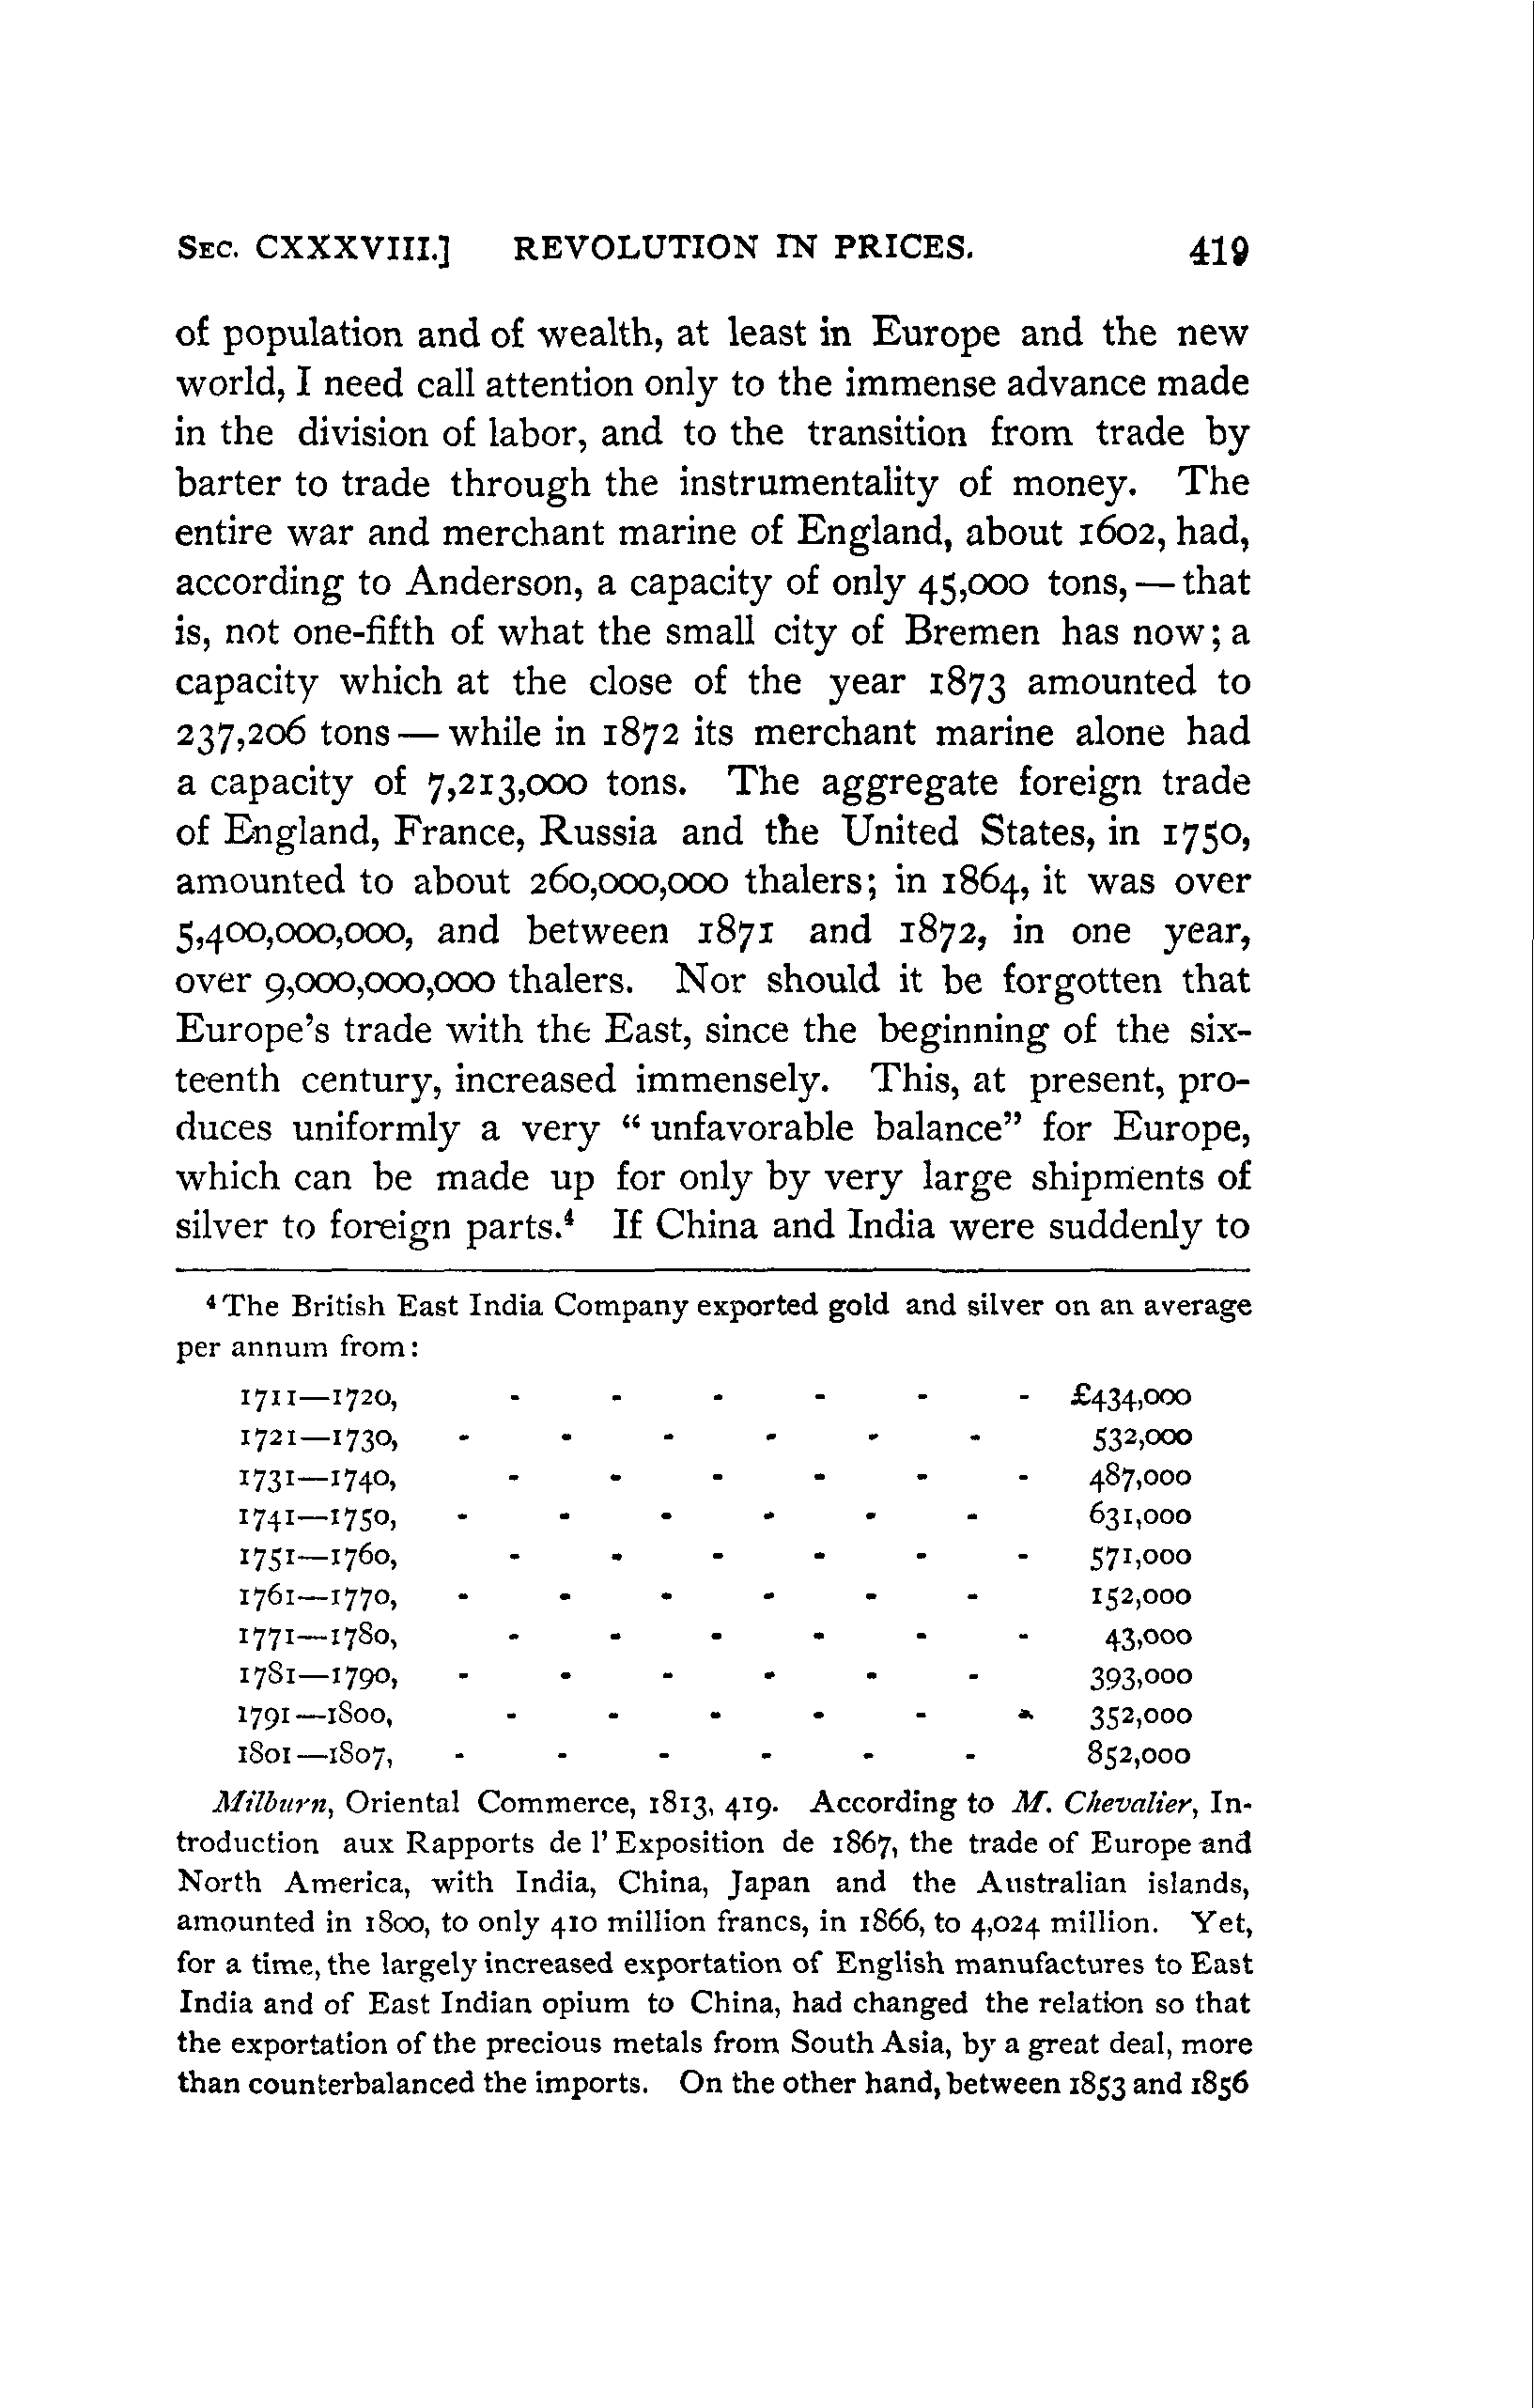 SEC. CXXXVIII.] REVOLUTION IN PRICES. 419
of population and of wealth, at least in Europe and the new
world, I need call attention only to the immense advance made
in the division of labor, and to the transition from trade by
barter to trade through the instrumentality of money. The
entire war and merchant marine of England, about 1602, had,
according to Anderson, a capacity of only 45,000 tons, — that
is, not one-fifth of what the small city of Bremen has now; a
capacity which at the close of the year 1873 amounted to
237,206 tons — while in 1872 its merchant marine alone had
a capacity of 7,213,000 tons. The aggregate foreign trade
of England, France, Russia and the United States, in 1750,
amounted to about 260,000,000 thalers; in 1864, it was over
5,400,000,000, and between 1871 and 1872, in one year,
over 9,000,000,000 thalers. Nor should it be forgotten that
Europe's trade with the East, since the beginning of the six-
teenth century, increased immensely. This, at present, pro-
duces uniformly a very "unfavorable balance" for Europe,
which can be made up for only by very large shipments of
silver to foreign parts.⁴ If China and India were suddenly to
⁴ The British East India Company exported gold and silver on an average
per annum from:
1711—1720, - - - - - - £434,000
1721—1730, - - - - - - 532,000
1731—1740, - - - - - - 487,000
1741—1750, - - - - - - 631,000
1751—1760, - - - - - - 571,000
1761—1770, - - - - - - 152,000
1771—1780, - - - - - - 43,000
1781—1790, - - - - - - 393,000
1791—1800, - - - - - - 352,000
1801—1807, - - - - - - 852,000
Milburn, Oriental Commerce, 1813, 419. According to M. Chevalier, In-
troduction aux Rapports de l' Exposition de 1867, the trade of Europe and
North America, with India, China, Japan and the Australian islands,
amounted in 1800, to only 410 million francs, in 1866, to 4,024 million. Yet,
for a time, the largely increased exportation of English manufactures to East
India and of East Indian opium to China, had changed the relation so that
the exportation of the precious metals from South Asia, by a great deal, more
than counterbalanced the imports. On the other hand, between 1853 and 1856